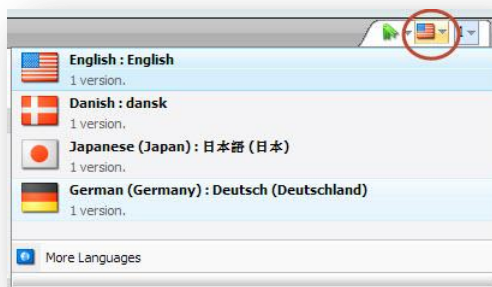 1
English : English
1 version.
Danish : dansk
1 version.
Japanese (Japan) : 日本語 (日本)
1 version.
German (Germany) : Deutsch (Deutschland)
1 version.
More Languages